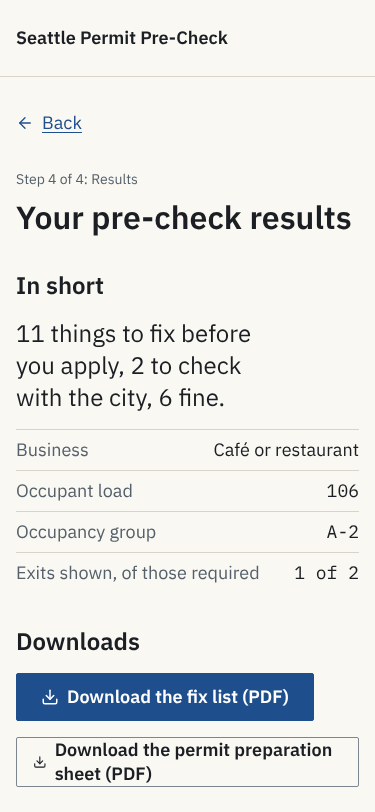 Seattle Permit Pre-Check
← Back
Step 4 of 4: Results
Your pre-check results
In short
11 things to fix before
you apply, 2 to check
with the city, 6 fine.
Business Café or restaurant
Occupant load 106
Occupancy group A-2
Exits shown, of those required 1 of 2
Downloads
Download the fix list (PDF)
Download the permit preparation
sheet (PDF)